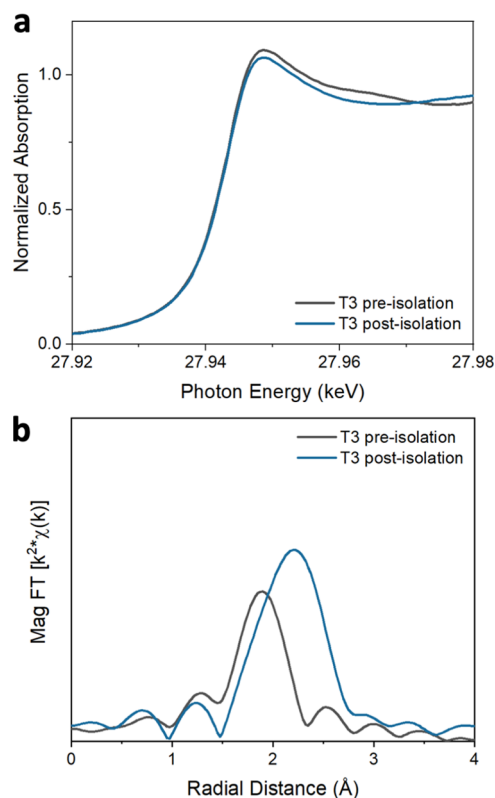 a
Normalized Absorption
1.0
0.5
0.0
T3 pre-isolation
T3 post-isolation
27.92 27.94 27.96 27.98
Photon Energy (keV)
b
Mag FT [k²*χ(k)]
T3 pre-isolation
T3 post-isolation
0 1 2 3 4
Radial Distance (Å)